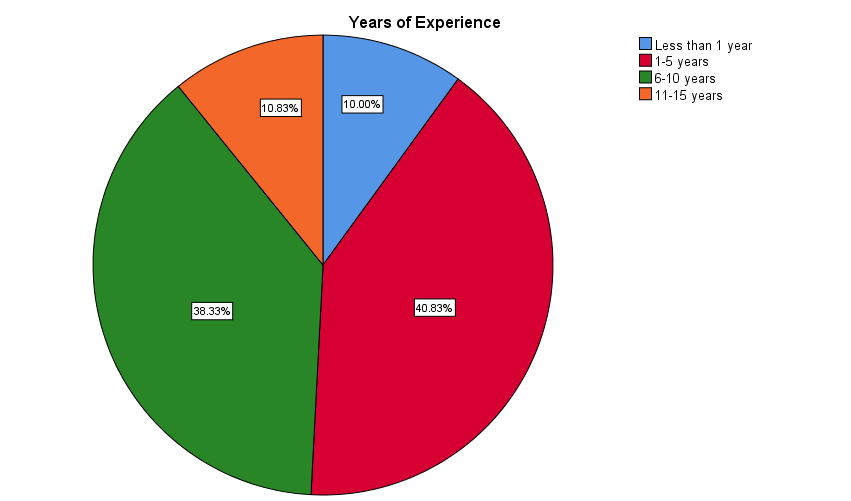 Years of Experience
Less than 1 year
1-5 years
6-10 years
11-15 years
10.83%
10.00%
38.33%
40.83%